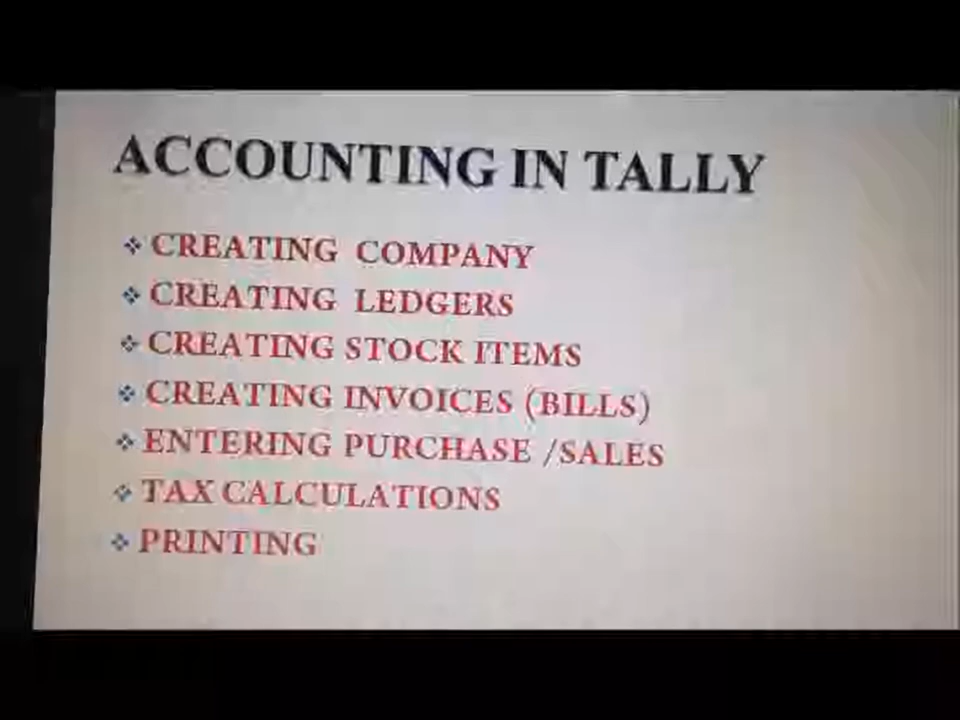 ACCOUNTING IN TALLY
CREATING COMPANY
CREATING LEDGERS
CREATING STOCK ITEMS
CREATING INVOICES (BILLS)
ENTERING PURCHASE /SALES
TAX CALCULATIONS
PRINTING